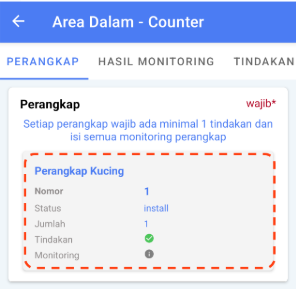 Area Dalam - Counter
PERANGKAP HASIL MONITORING TINDAKAN
Perangkap wajib*
Setiap perangkap wajib ada minimal 1 tindakan dan
isi semua monitoring perangkap
Perangkap Kucing
Nomor 1
Status install
Jumlah 1
Tindakan
Monitoring